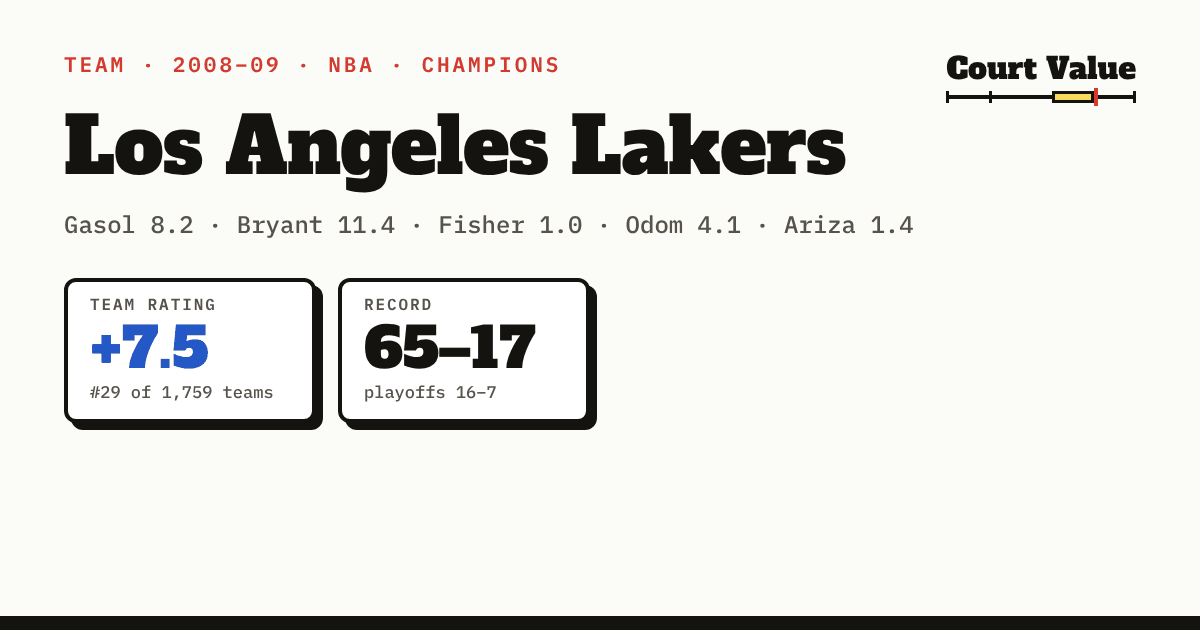 TEAM · 2008–09 · NBA · CHAMPIONS
Court Value
Los Angeles Lakers
Gasol 8.2 · Bryant 11.4 · Fisher 1.0 · Odom 4.1 · Ariza 1.4
TEAM RATING
+7.5
#29 of 1,759 teams
RECORD
65–17
playoffs 16–7